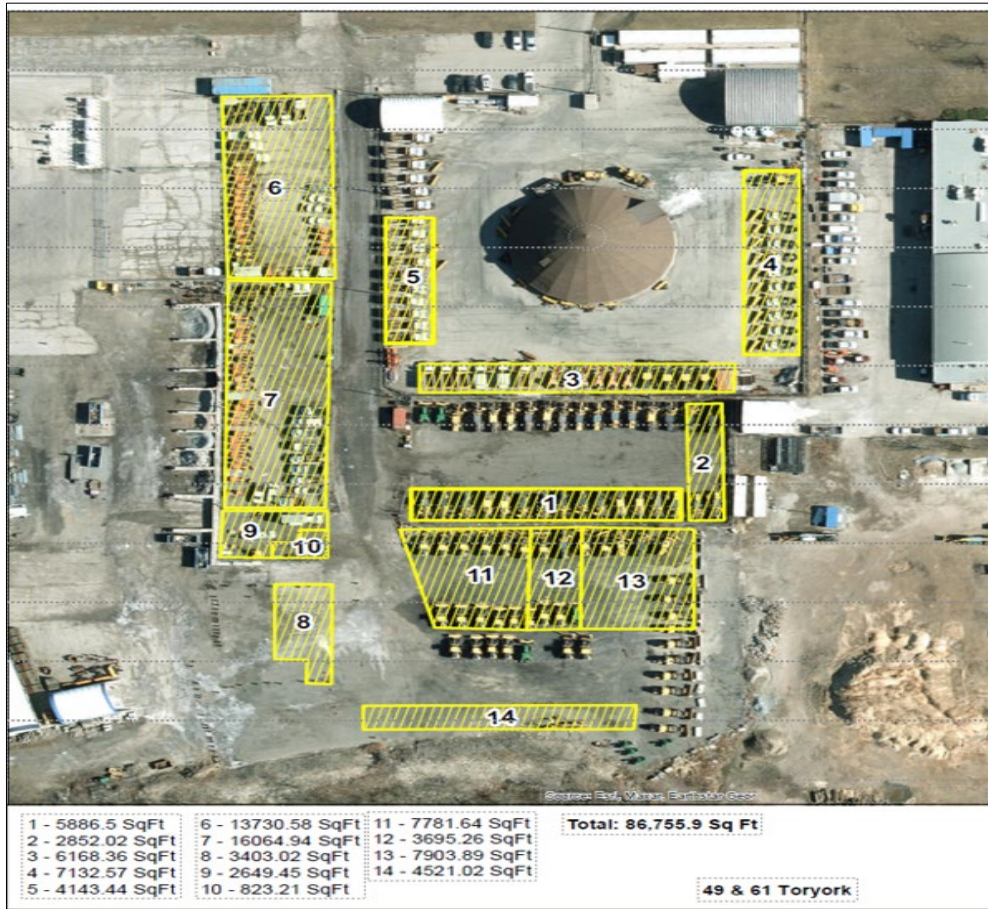 6
5
4
3
7
2
1
9
10
11
12
13
8
14
Source: Esri, Maxar, Earthstar Geor
1 - 5886.5 SqFt
2 - 2852.02 SqFt
3 - 6168.36 SqFt
4 - 7132.57 SqFt
5 - 4143.44 SqFt
6 - 13730.58 SqFt
7 - 16064.94 SqFt
8 - 3403.02 SqFt
9 - 2649.45 SqFt
10 - 823.21 SqFt
11 - 7781.64 SqFt
12 - 3695.26 SqFt
13 - 7903.89 SqFt
14 - 4521.02 SqFt
Total: 86,755.9 Sq Ft
49 & 61 Toryork